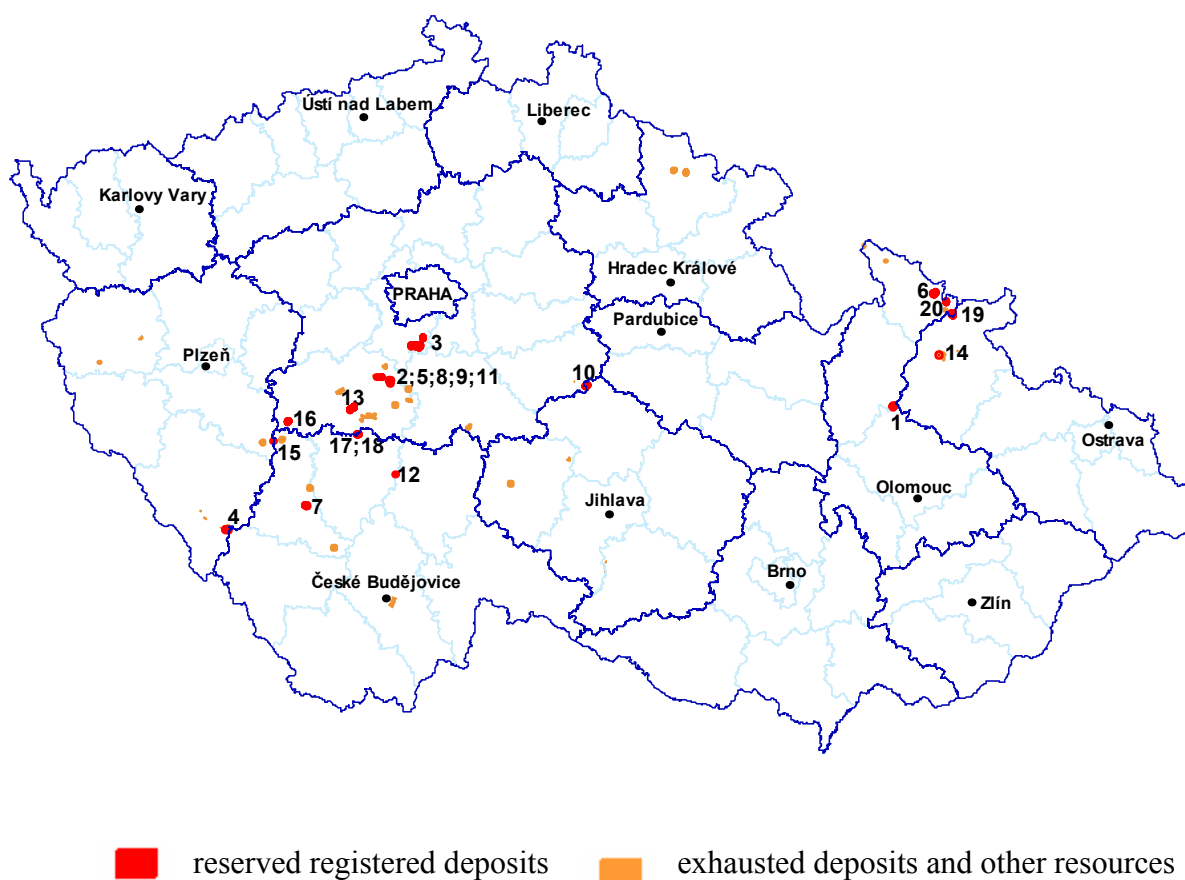 Ústí nad Labem
Liberec
Karlovy Vary
Hradec Králové
PRAHA
Pardubice
6
20
19
3
Plzeň
14
2;5;8;9;11
10
13
16
1
17;18
Ostrava
15
12
Olomouc
7
Jihlava
4
Brno
České Budějovice
Zlín
reserved registered deposits
exhausted deposits and other resources